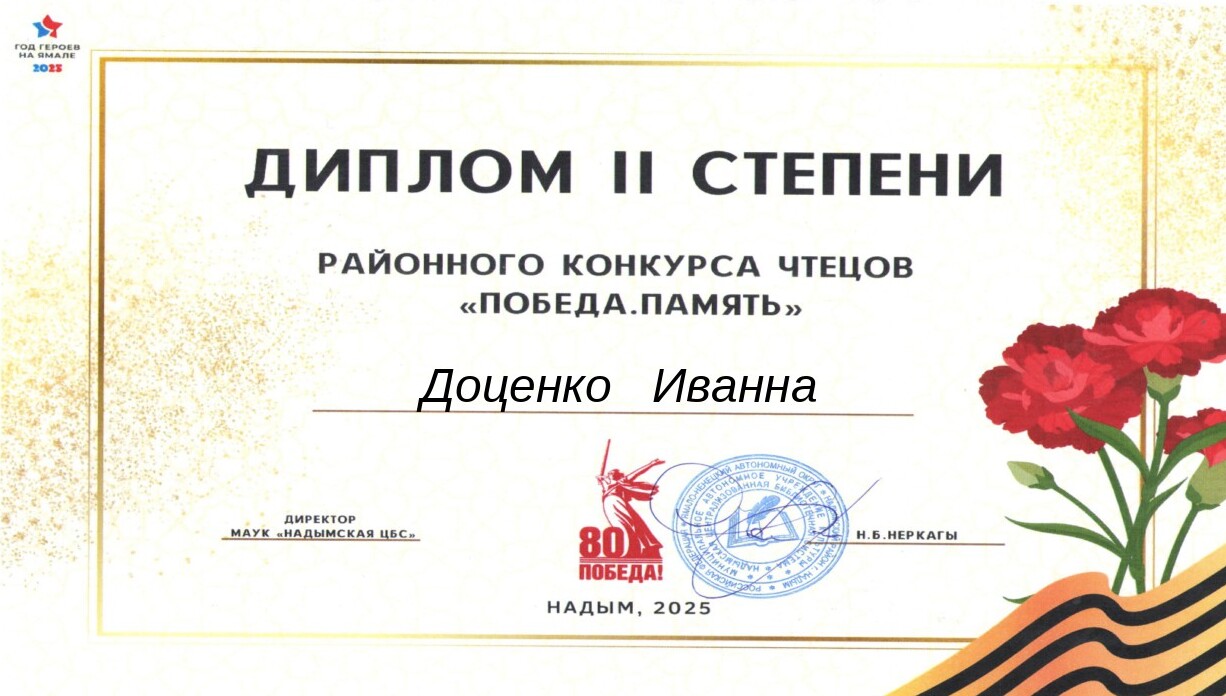 ГОД ГЕРОЕВ
НА ЯМАЛЕ
2025
ДИПЛОМ II СТЕПЕНИ
РАЙОННОГО КОНКУРСА ЧТЕЦОВ
«ПОБЕДА.ПАМЯТЬ»
Доценко Иванна
ДИРЕКТОР
МАУК «НАДЫМСКАЯ ЦБС»
80
ПОБЕДА!
Н.Б.НЕРКАГЫ
НАДЫМ, 2025